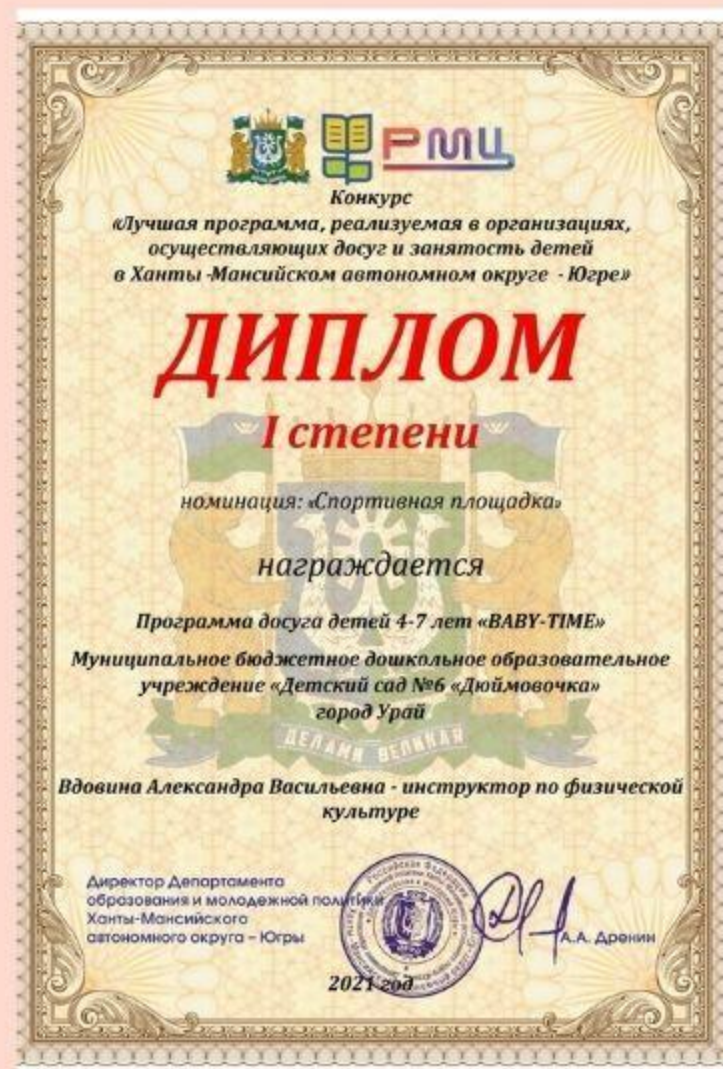 РМЦ
Конкурс
«Лучшая программа, реализуемая в организациях,
осуществляющих досуг и занятость детей
в Ханты -Мансийском автономном округе - Югре»
ДИПЛОМ
I степени
номинация: «Спортивная площадка»
награждается
Программа досуга детей 4-7 лет «BABY-TIME»
Муниципальное бюджетное дошкольное образовательное
учреждение «Детский сад №6 «Дюймовочка»
город Урай
ДЕЛАМИ ВЕЛИКАЯ
Вдовина Александра Васильевна - инструктор по физической
культуре
Директор Департамента
образования и молодежной политики
Ханты-Мансийского
автономного округа – Югры
Российская Федерация
А.А. Дренин
2021 год